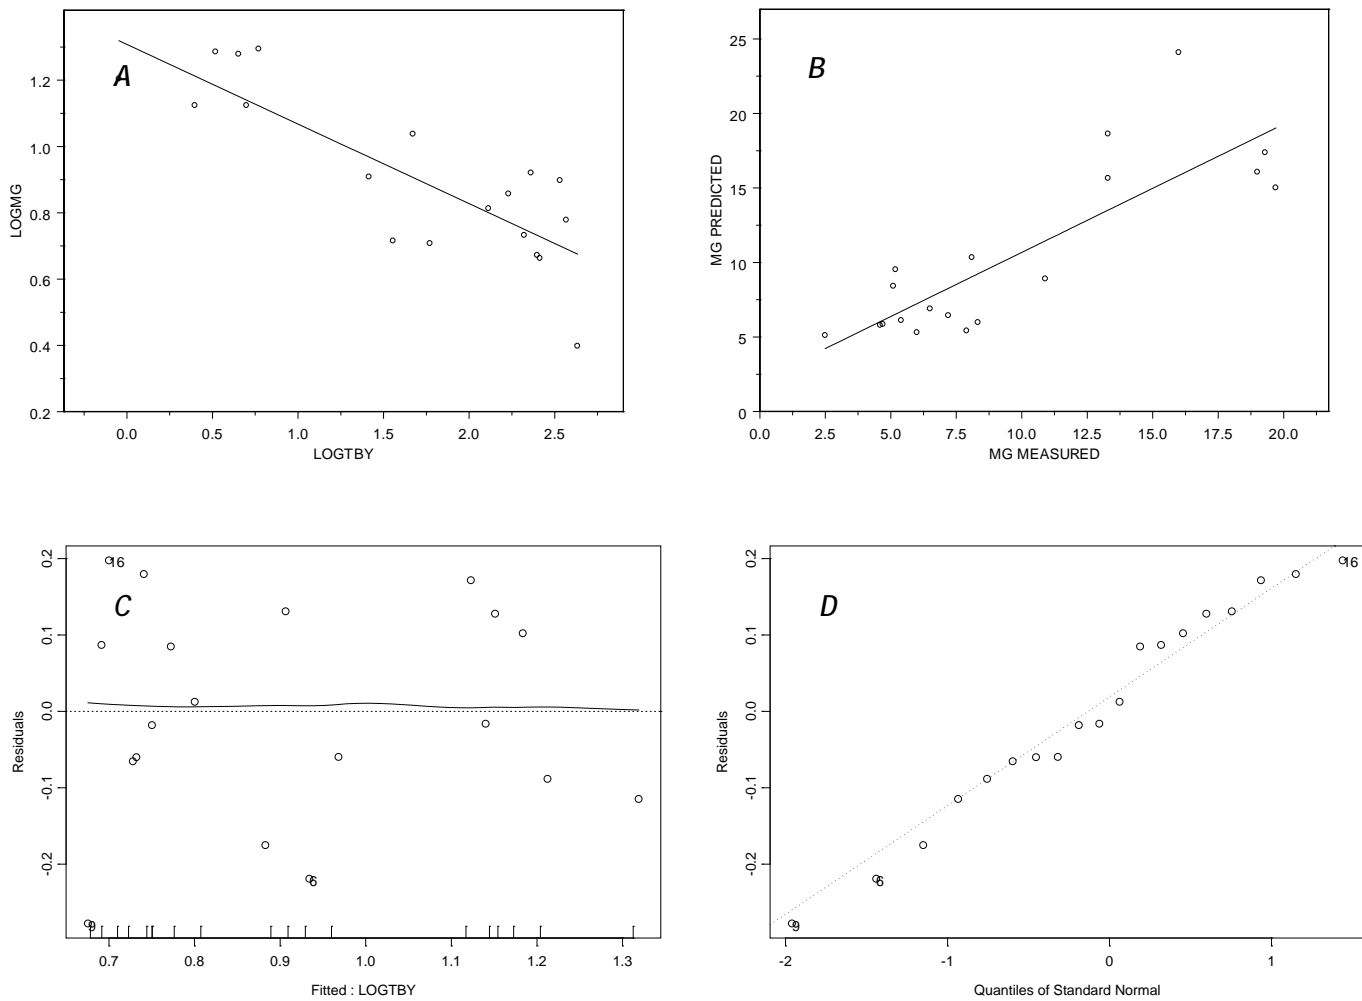 A
1.2
1.0
0.8
0.6
0.4
0.2
LOGMG
0.0 0.5 1.0 1.5 2.0 2.5
LOGTBY
B
25
20
15
10
5
0
MG PREDICTED
0.0 2.5 5.0 7.5 10.0 12.5 15.0 17.5 20.0
MG MEASURED
C
0.2
0.1
0.0
-0.1
-0.2
Residuals
16
6
9
0.7 0.8 0.9 1.0 1.1 1.2 1.3
Fitted : LOGTBY
D
0.2
0.1
0.0
-0.1
-0.2
Residuals
16
6
9
-2 -1 0 1
Quantiles of Standard Normal